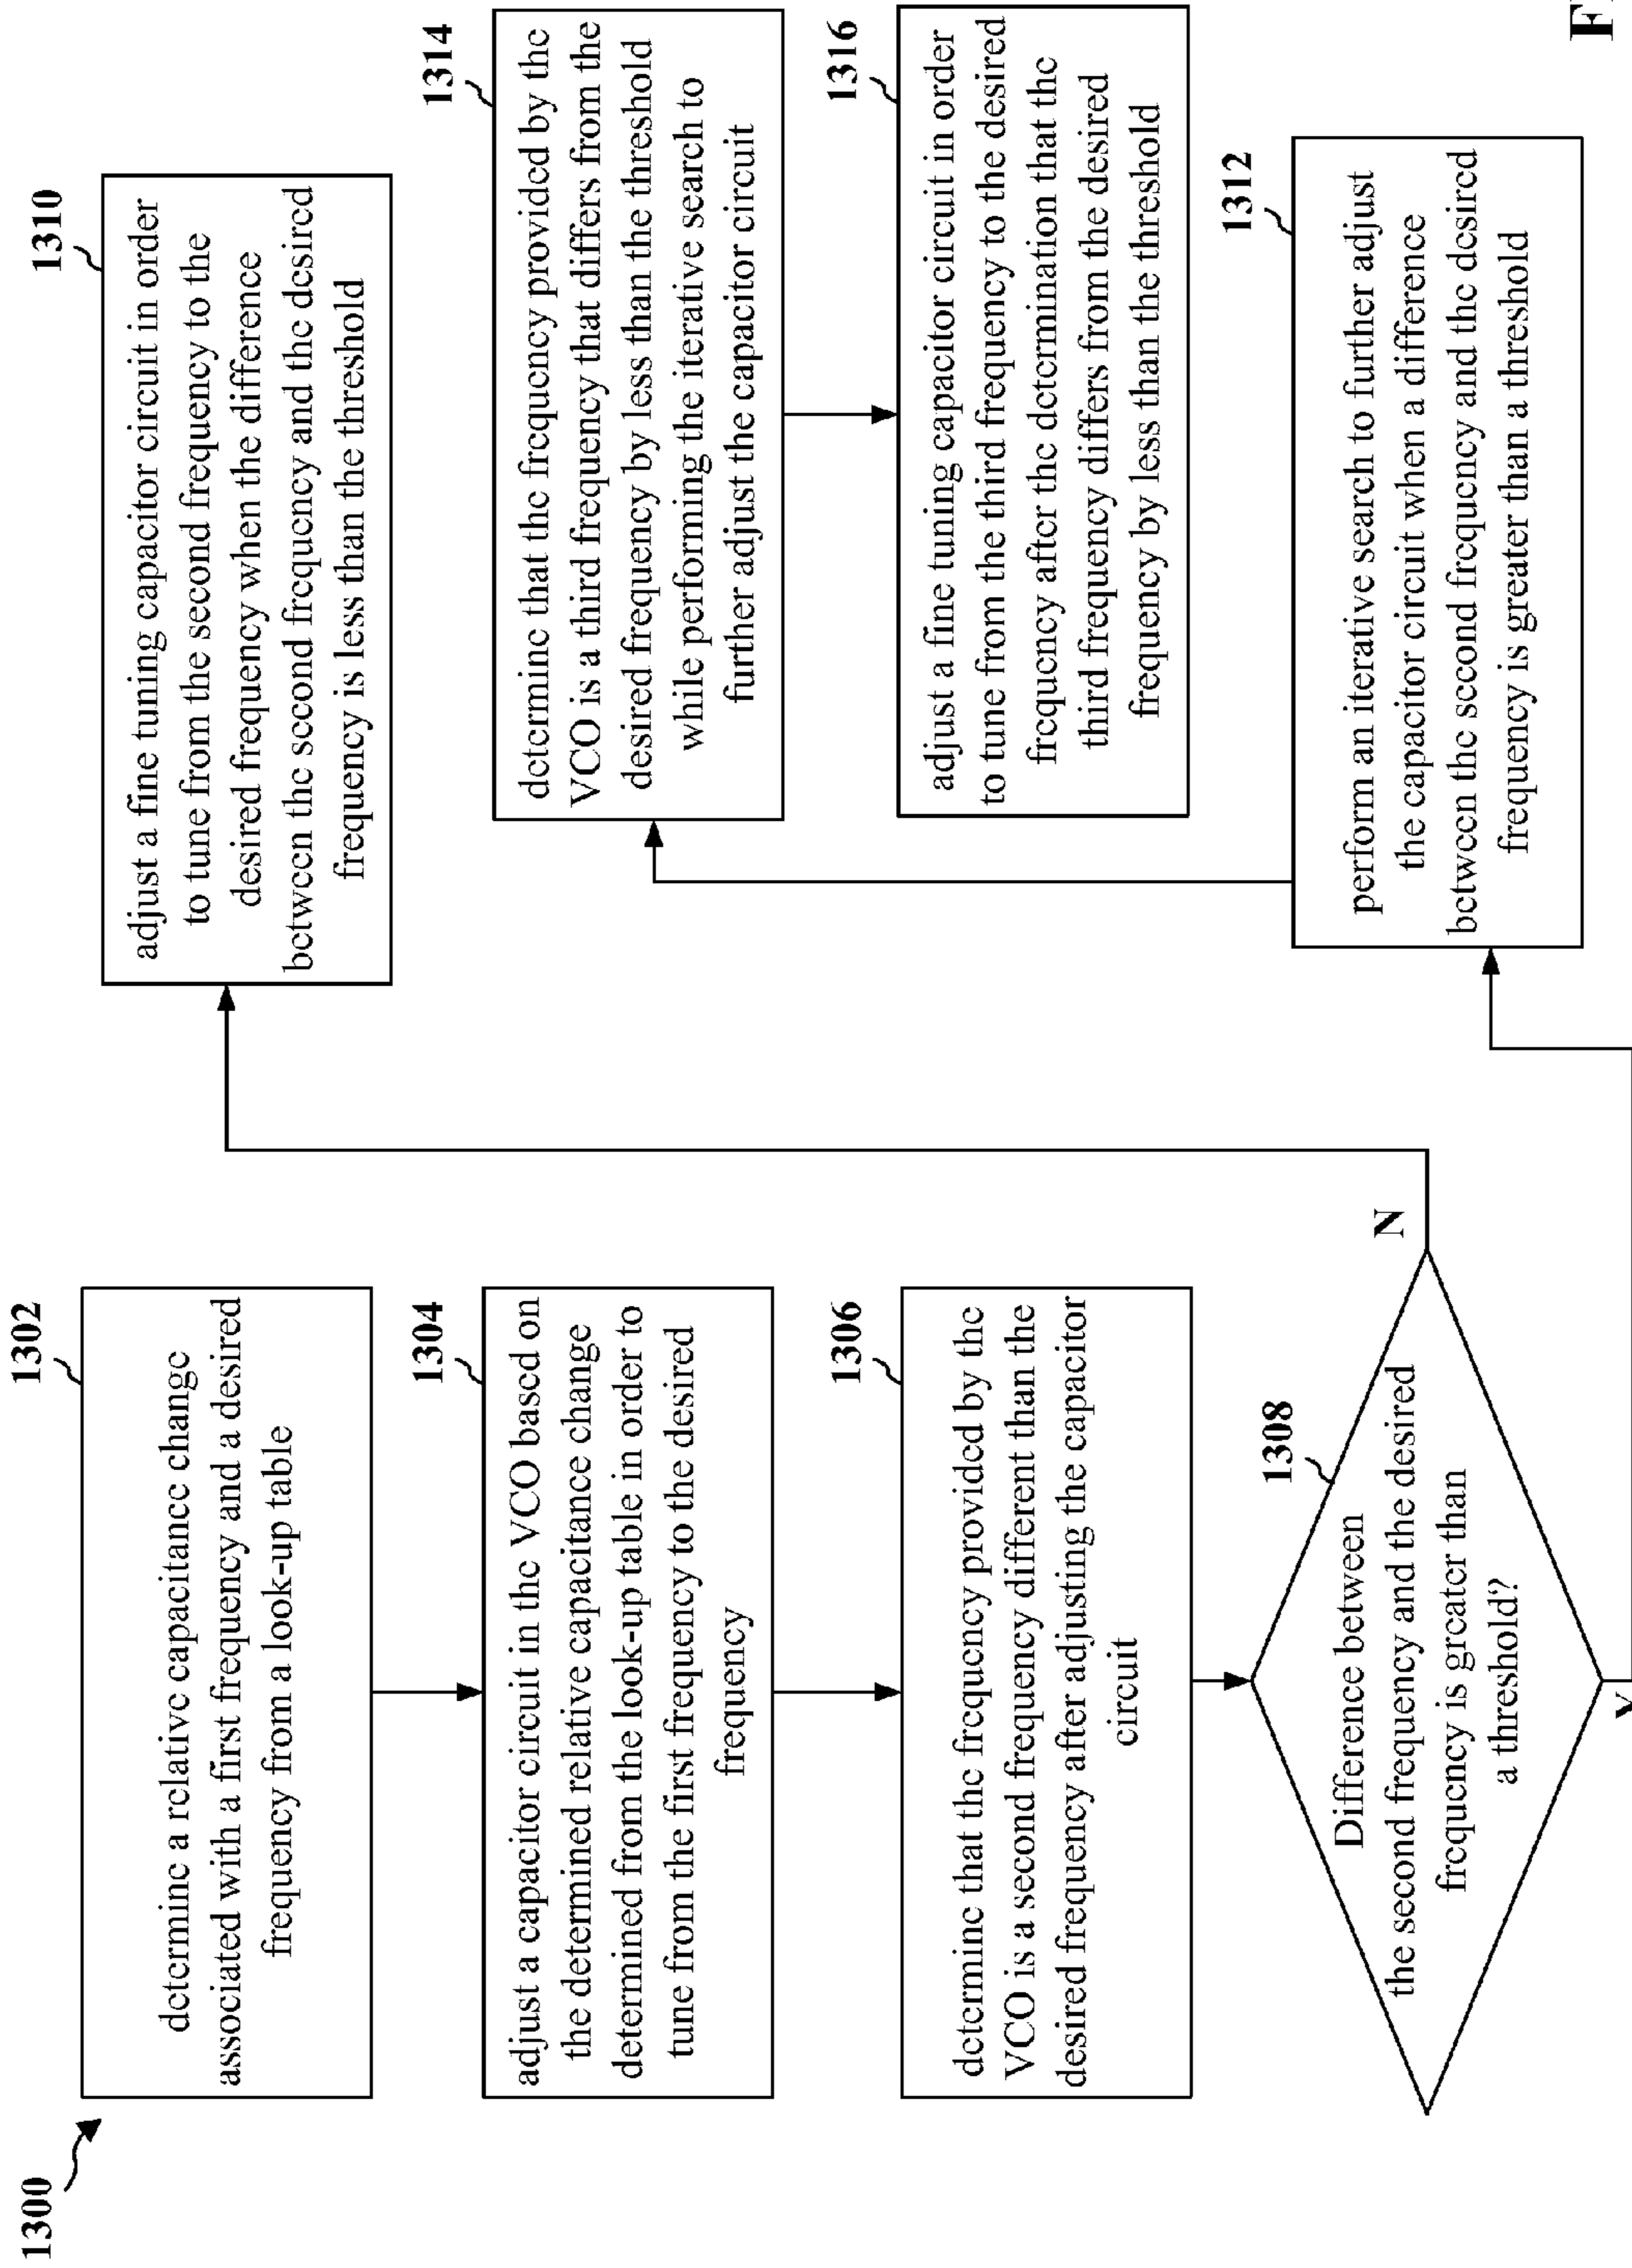 1300
1302
determine a relative capacitance change
associated with a first frequency and a desired
frequency from a look-up table
1304
adjust a capacitor circuit in the VCO based on
the determined relative capacitance change
determined from the look-up table in order to
tune from the first frequency to the desired
frequency
1306
determine that the frequency provided by the
VCO is a second frequency different than the
desired frequency after adjusting the capacitor
circuit
1308
Difference between
the second frequency and the desired
frequency is greater than
a threshold?
N
Y
1310
adjust a fine tuning capacitor circuit in order
to tune from the second frequency to the
desired frequency when the difference
between the second frequency and the desired
frequency is less than the threshold
1314
determine that the frequency provided by the
VCO is a third frequency that differs from the
desired frequency by less than the threshold
while performing the iterative search to
further adjust the capacitor circuit
1316
adjust a fine tuning capacitor circuit in order
to tune from the third frequency to the desired
frequency after the determination that the
third frequency differs from the desired
frequency by less than the threshold
1312
perform an iterative search to further adjust
the capacitor circuit when a difference
between the second frequency and the desired
frequency is greater than a threshold